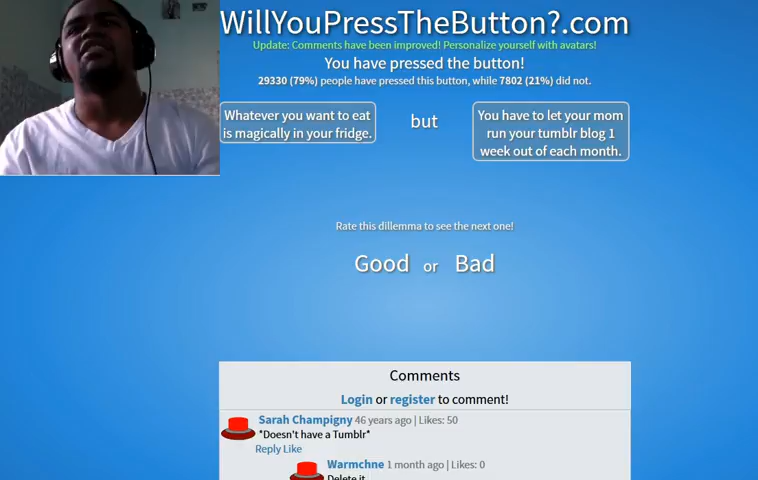 WillYouPressTheButton?.com
Update: Comments have been improved! Personalize yourself with avatars!
You have pressed the button!
29330 (79%) people have pressed this button, while 7802 (21%) did not.
Whatever you want to eat
is magically in your fridge.
but
You have to let your mom
run your tumblr blog 1
week out of each month.
Rate this dillemma to see the next one!
Good or Bad
Comments
Login or register to comment!
Sarah Champigny 46 years ago | Likes: 50
*Doesn't have a Tumblr*
Reply Like
Warmchne 1 month ago | Likes: 0
Delete it